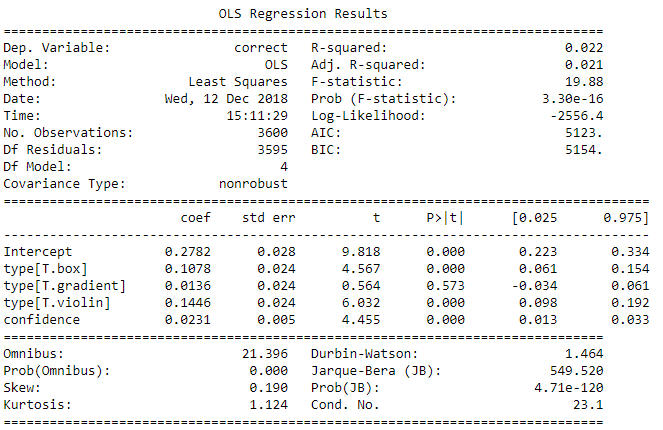 OLS Regression Results
==============================================================================
Dep. Variable:                correct   R-squared:                       0.022
Model:                            OLS   Adj. R-squared:                  0.021
Method:                 Least Squares   F-statistic:                     19.88
Date:                Wed, 12 Dec 2018   Prob (F-statistic):           3.30e-16
Time:                        15:11:29   Log-Likelihood:                -2556.4
No. Observations:                3600   AIC:                             5123.
Df Residuals:                    3595   BIC:                             5154.
Df Model:                           4
Covariance Type:            nonrobust
====================================================================================
                       coef    std err          t      P>|t|      [0.025      0.975]
------------------------------------------------------------------------------------
Intercept            0.2782      0.028      9.818      0.000       0.223       0.334
type[T.box]          0.1078      0.024      4.567      0.000       0.061       0.154
type[T.gradient]     0.0136      0.024      0.564      0.573      -0.034       0.061
type[T.violin]       0.1446      0.024      6.032      0.000       0.098       0.192
confidence           0.0231      0.005      4.455      0.000       0.013       0.033
==============================================================================
Omnibus:                       21.396   Durbin-Watson:                   1.464
Prob(Omnibus):                  0.000   Jarque-Bera (JB):              549.520
Skew:                           0.190   Prob(JB):                    4.71e-120
Kurtosis:                       1.124   Cond. No.                         23.1
==============================================================================